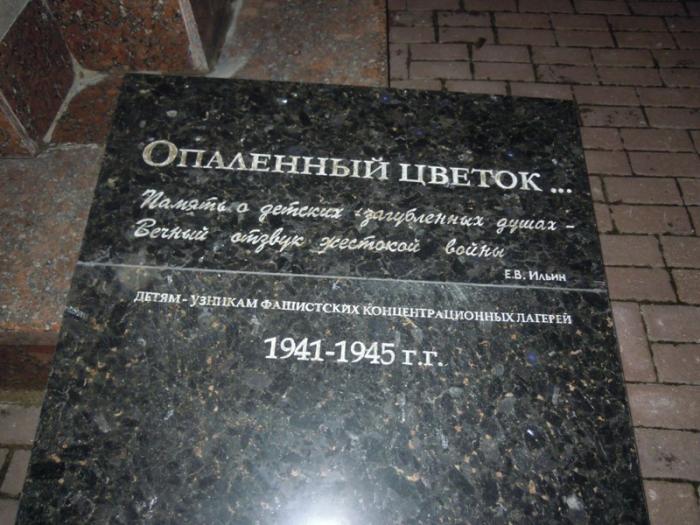 Опаленный цветок ...
Память о детских загубленных душах -
Вечный отзвук жестокой войны
Е.В. Ильин
детям - узникам фашистских концентрационных лагерей
1941-1945 г.г.